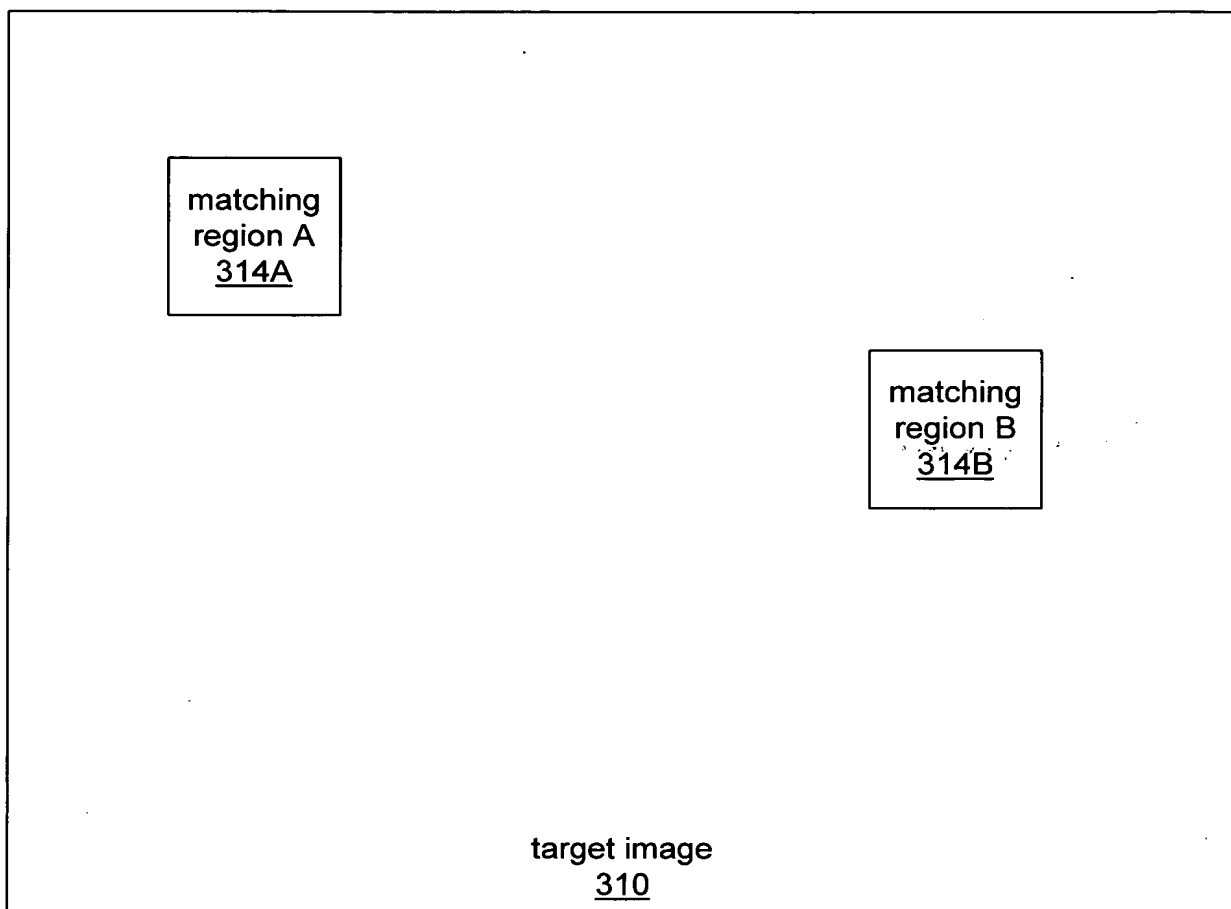 matching
region A
314A
matching
region B
314B
target image
310